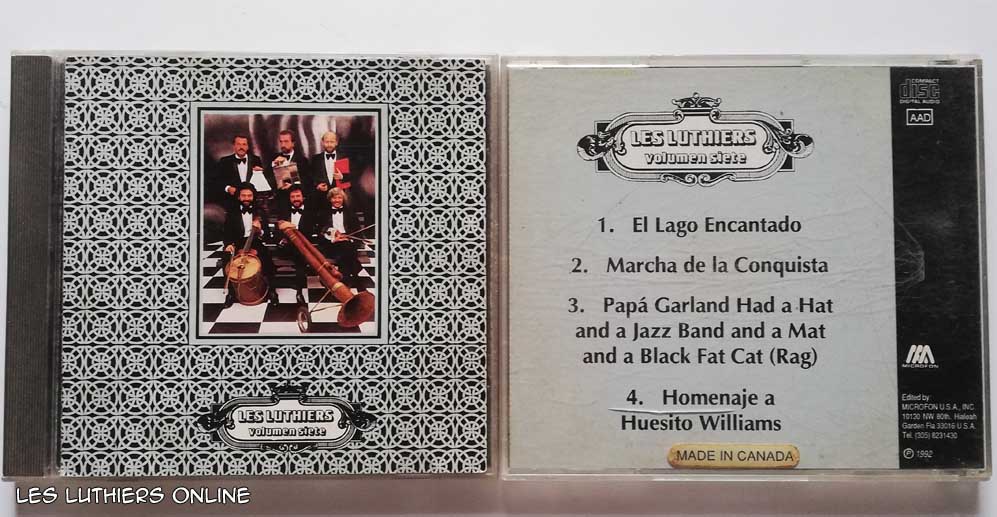 LES LUTHIERS
volumen siete
LES LUTHIERS ONLINE
LES LUTHIERS
volumen siete
1. El Lago Encantado
2. Marcha de la Conquista
3. Papá Garland Had a Hat
and a Jazz Band and a Mat
and a Black Fat Cat (Rag)
4. Homenaje a
Huesito Williams
MADE IN CANADA
COMPACT
disc
DIGITAL AUDIO
AAD
MICROFON
Edited by:
MICROFON U.S.A., INC.
10120 NW 80th. Hialeah
Garden Fla 33016 U.S.A.
Tel. (305) 8231430
Ⓟ 1992